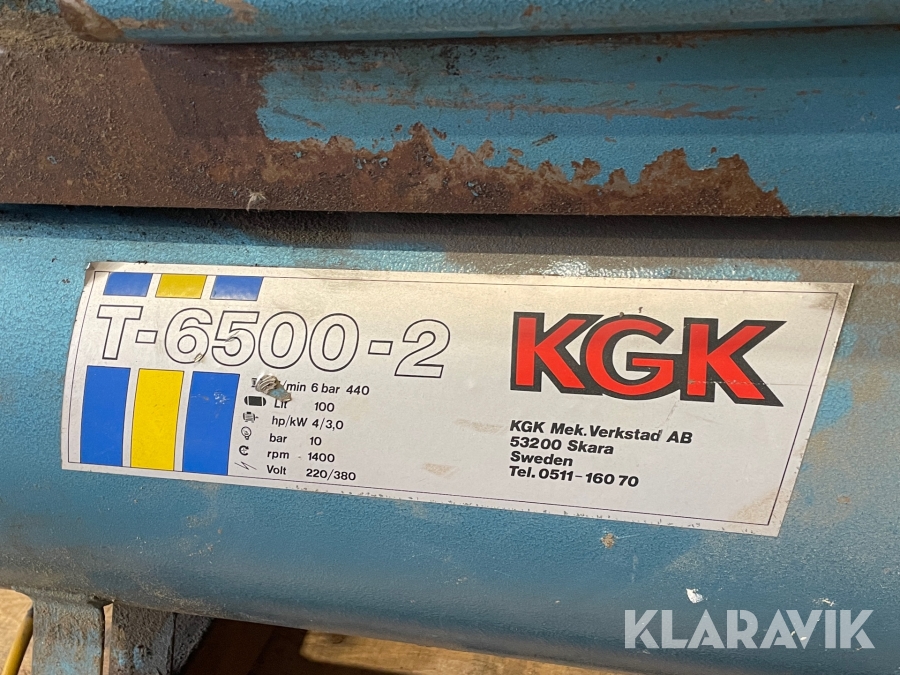 T-6500-2
/min 6 bar 440
Lit 100
hp/kW 4/3,0
bar 10
rpm 1400
Volt 220/380
KGK
KGK Mek. Verkstad AB
53200 Skara
Sweden
Tel. 0511-160 70
KLARAVIK